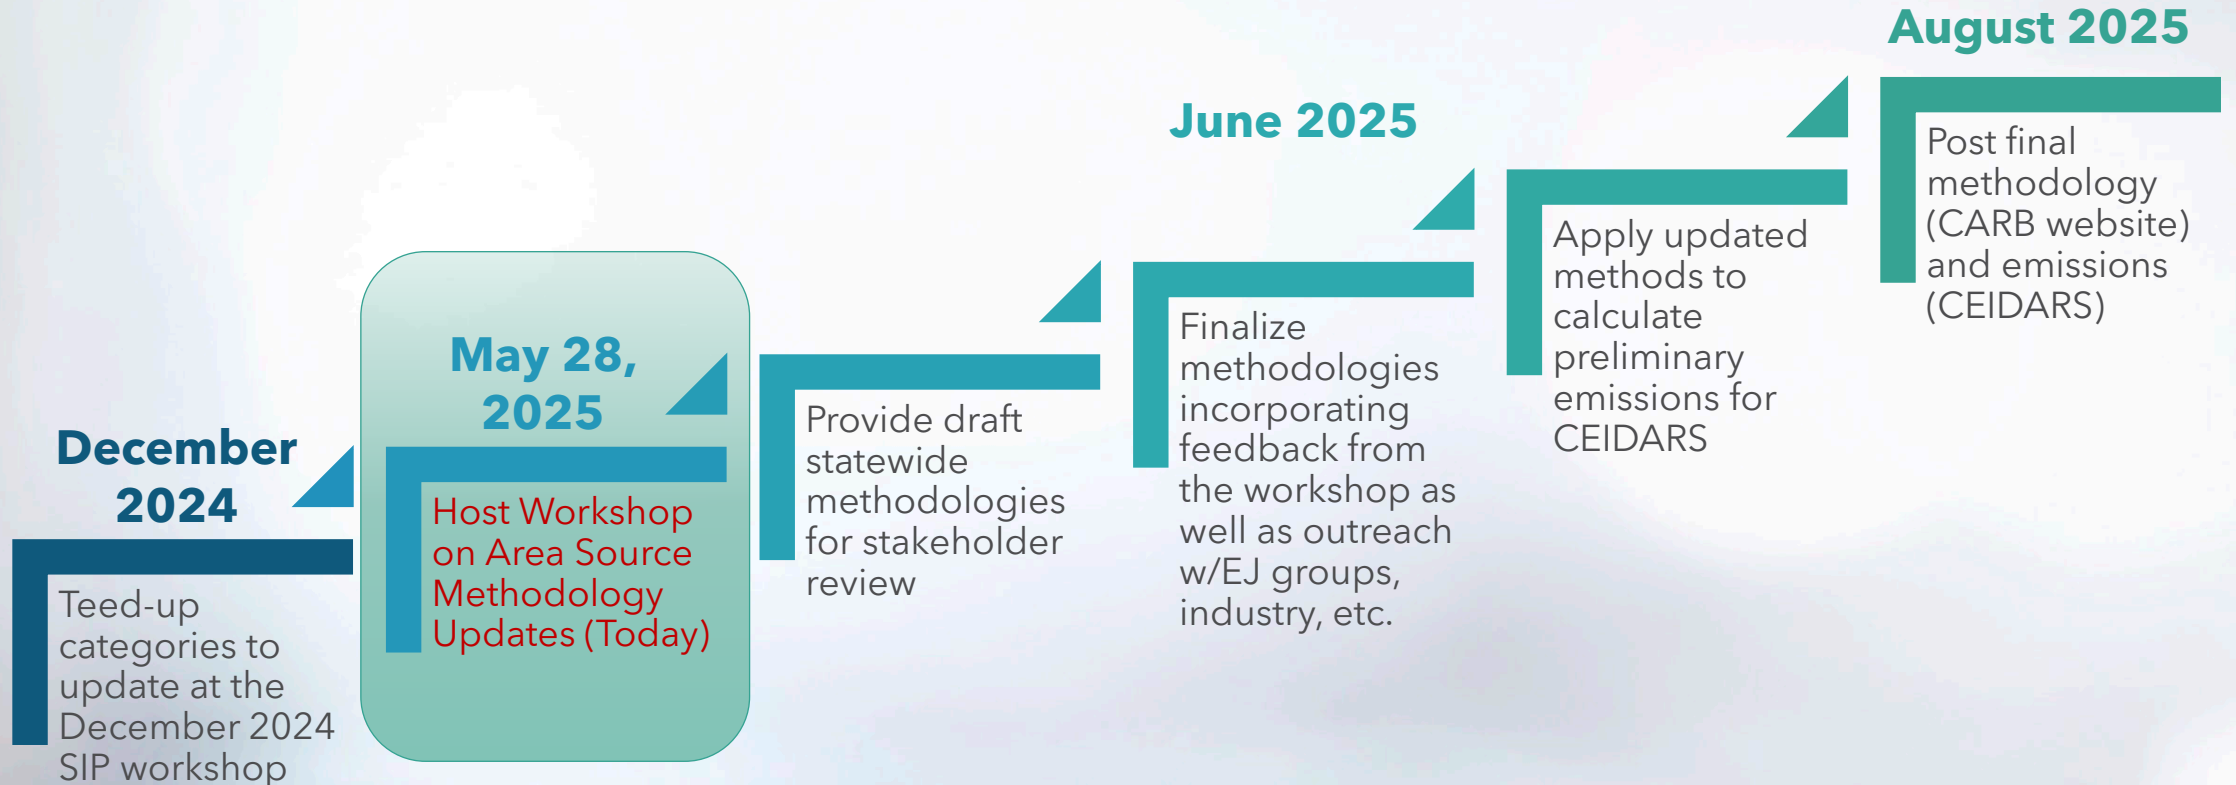 December
2024
Teed-up
categories to
update at the
December 2024
SIP workshop
May 28,
2025
Host Workshop
on Area Source
Methodology
Updates (Today)
Provide draft
statewide
methodologies
for stakeholder
review
June 2025
Finalize
methodologies
incorporating
feedback from
the workshop as
well as outreach
w/EJ groups,
industry, etc.
Apply updated
methods to
calculate
preliminary
emissions for
CEIDARS
August 2025
Post final
methodology
(CARB website)
and emissions
(CEIDARS)